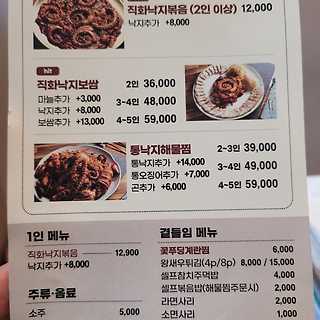 직화낙지볶음 (2인 이상) 12,000
낙지추가 +8,000
hit
직화낙지보쌈 2인 36,000
마늘추가 +3,000 3~4인 48,000
낙지추가 +8,000
보쌈추가 +13,000 4~5인 59,000
통낙지해물찜 2~3인 39,000
통낙지추가 +14,000 3~4인 49,000
통오징어추가 +7,000
곤추가 +6,000 4~5인 59,000
1인 메뉴
직화낙지볶음 12,900
낙지추가 +8,000
주류·음료
소주 5,000
곁들임 메뉴
꽃푸딩계란찜 6,000
왕새우튀김(4p/8p) 8,000 / 15,000
셀프참치주먹밥 4,000
셀프볶음밥(해물찜주문시) 2,000
라면사리 2,000
소면사리 1,000